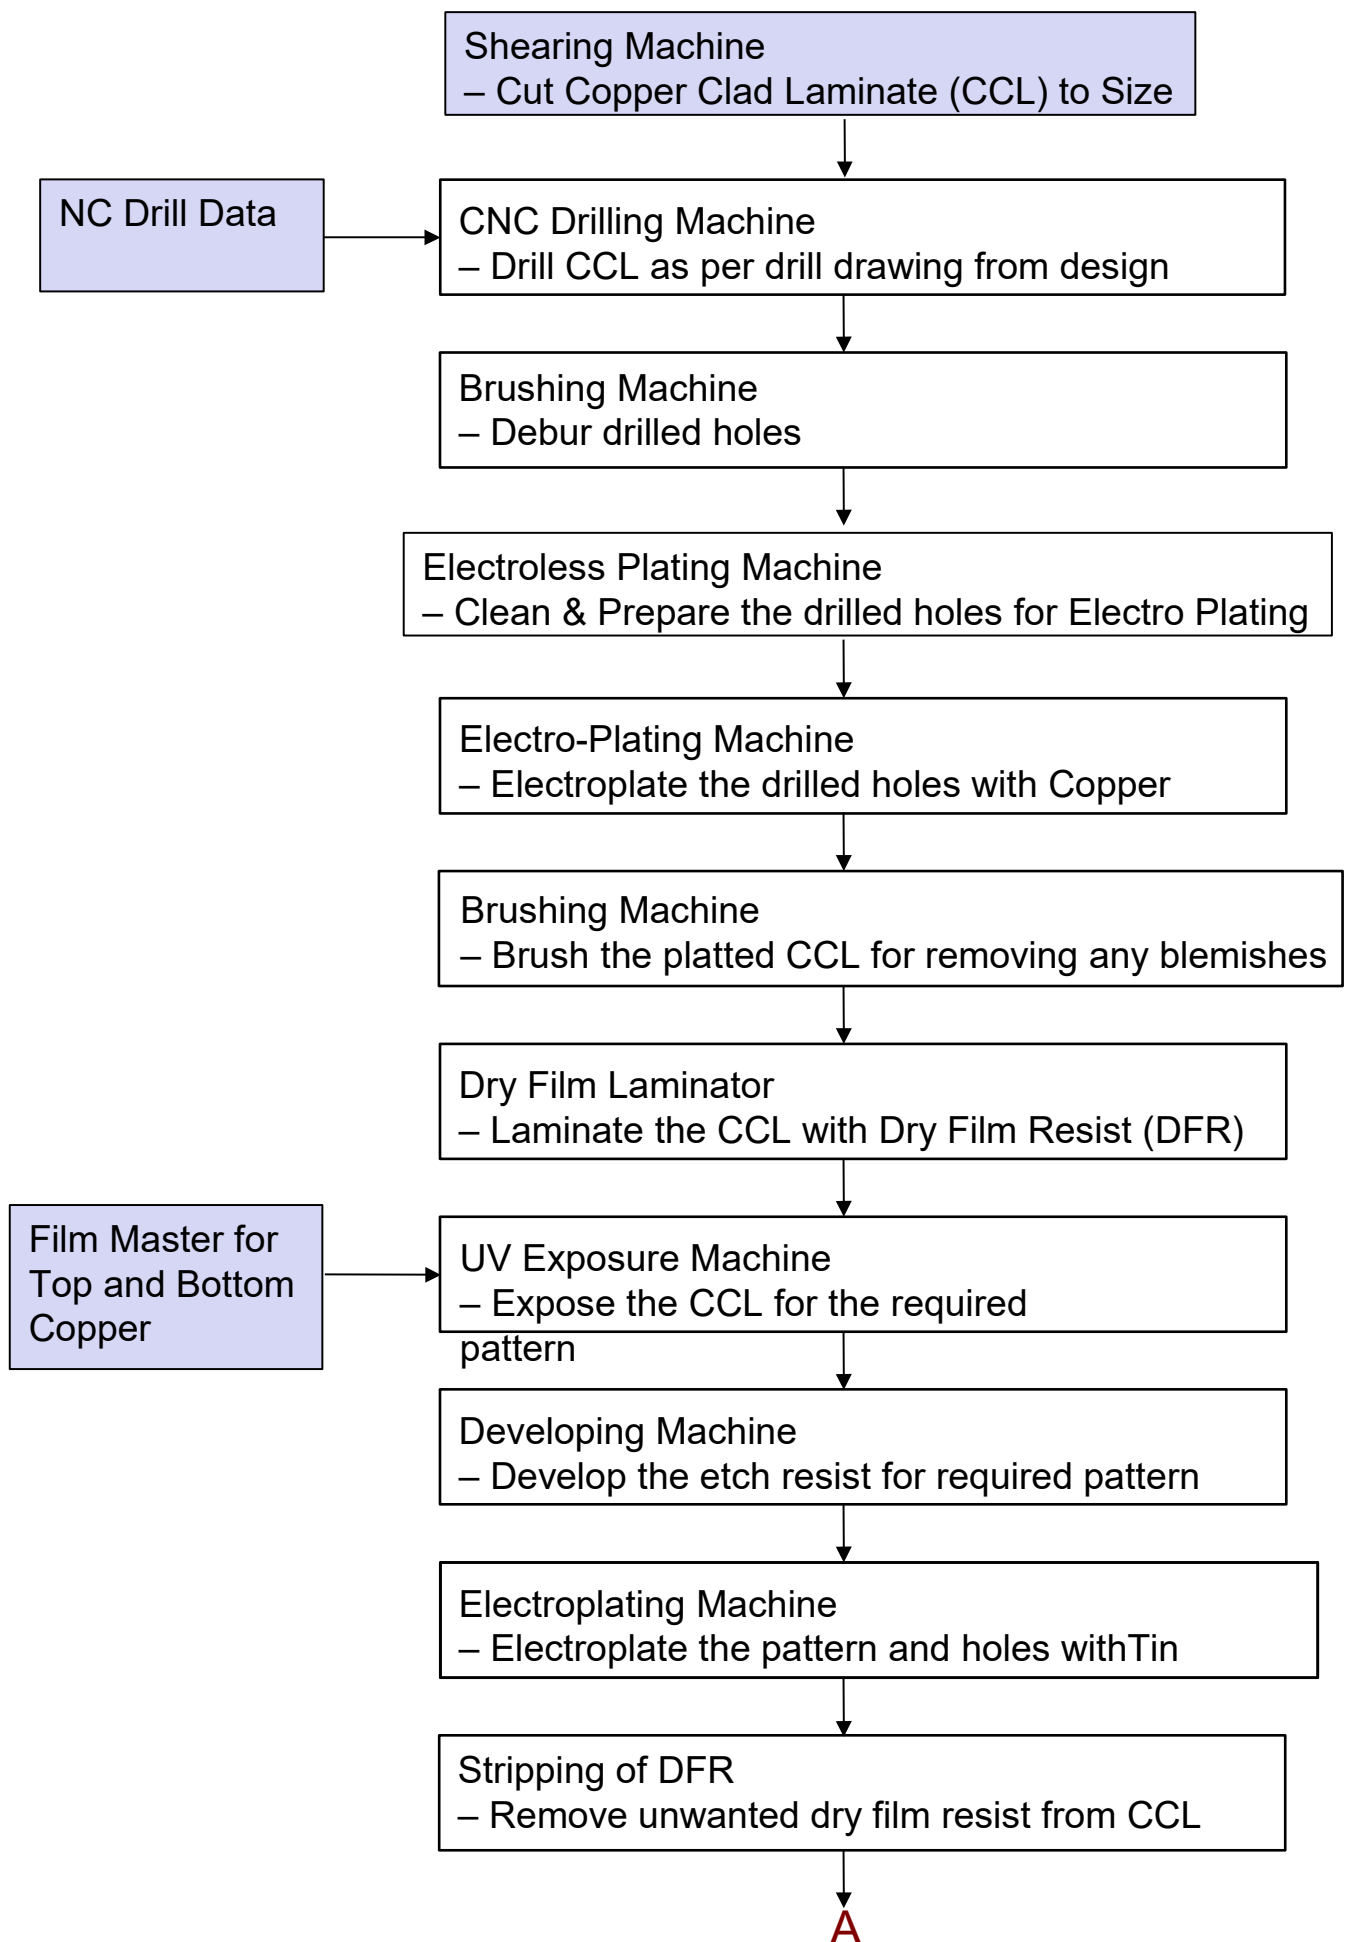 Shearing Machine
– Cut Copper Clad Laminate (CCL) to Size
NC Drill Data
CNC Drilling Machine
– Drill CCL as per drill drawing from design
Brushing Machine
– Debur drilled holes
Electroless Plating Machine
– Clean & Prepare the drilled holes for Electro Plating
Electro-Plating Machine
– Electroplate the drilled holes with Copper
Brushing Machine
– Brush the platted CCL for removing any blemishes
Dry Film Laminator
– Laminate the CCL with Dry Film Resist (DFR)
Film Master for
Top and Bottom
Copper
UV Exposure Machine
– Expose the CCL for the required
pattern
Developing Machine
– Develop the etch resist for required pattern
Electroplating Machine
– Electroplate the pattern and holes withTin
Stripping of DFR
– Remove unwanted dry film resist from CCL
A